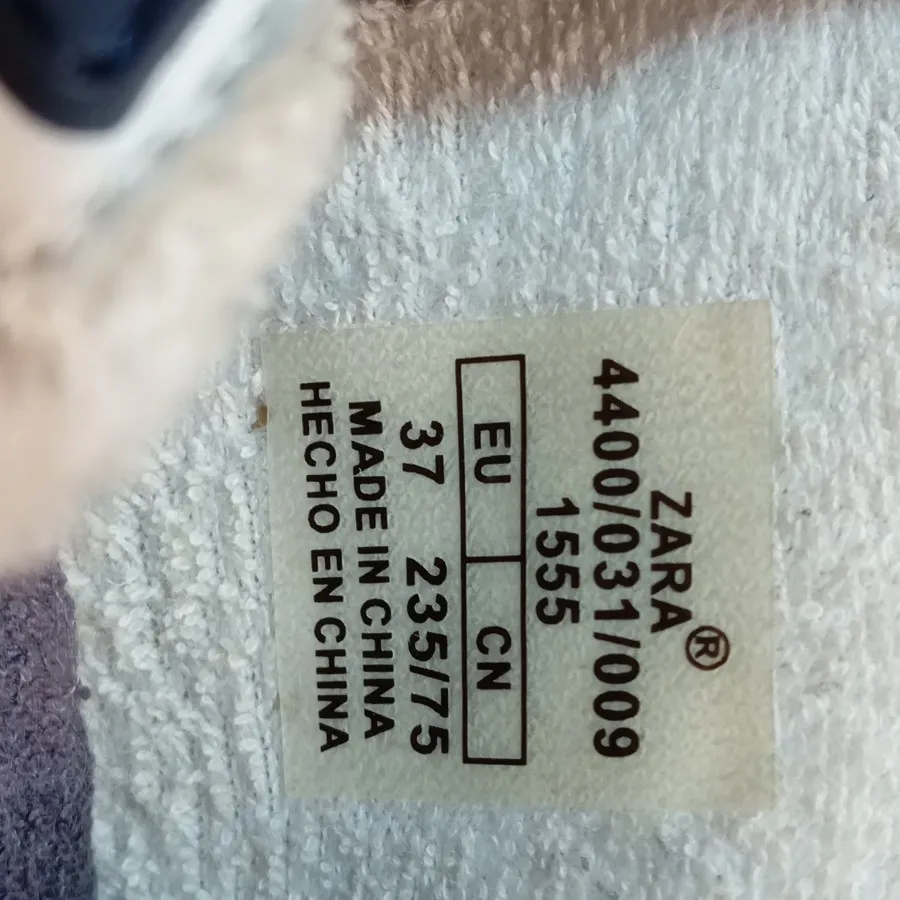 ZARA®
4400/031/009
1555
EU CN
37 235/75
MADE IN CHINA
HECHO EN CHINA